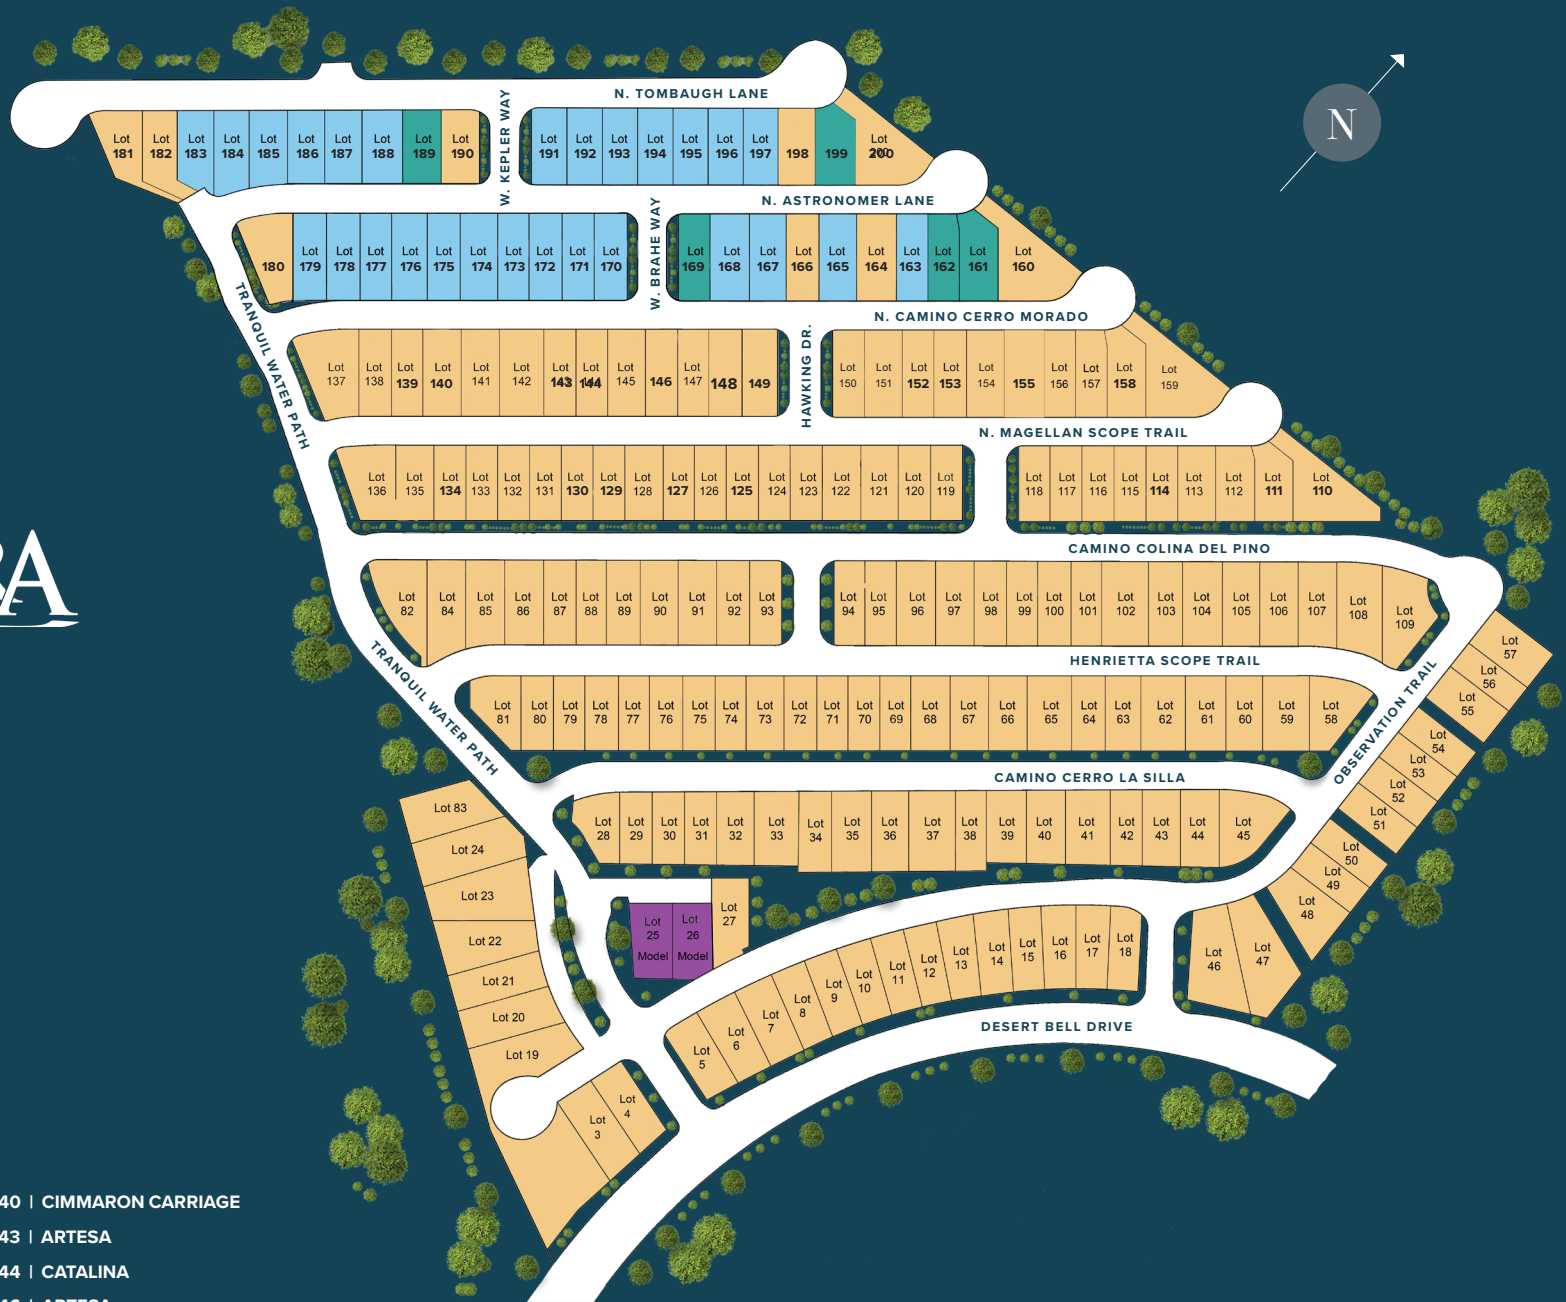 N. TOMBAUGH LANE
W. KEPLER WAY
N
Lot 181
Lot 182
Lot 183
Lot 184
Lot 185
Lot 186
Lot 187
Lot 188
Lot 189
Lot 190
Lot 191
Lot 192
Lot 193
Lot 194
Lot 195
Lot 196
Lot 197
198
199
Lot 200
N. ASTRONOMER LANE
W. BRAHE WAY
180
Lot 179
Lot 178
Lot 177
Lot 176
Lot 175
Lot 174
Lot 173
Lot 172
Lot 171
Lot 170
Lot 169
Lot 168
Lot 167
Lot 166
Lot 165
Lot 164
Lot 163
Lot 162
Lot 161
Lot 160
TRANQUIL WATER PATH
N. CAMINO CERRO MORADO
HAWKING DR.
Lot 137
Lot 138
Lot 139
Lot 140
Lot 141
Lot 142
Lot 143
Lot 144
Lot 145
146
Lot 147
148
149
Lot 150
Lot 151
Lot 152
Lot 153
Lot 154
155
Lot 156
Lot 157
Lot 158
Lot 159
N. MAGELLAN SCOPE TRAIL
Lot 136
Lot 135
Lot 134
Lot 133
Lot 132
Lot 131
Lot 130
Lot 129
Lot 128
Lot 127
Lot 126
Lot 125
Lot 124
Lot 123
Lot 122
Lot 121
Lot 120
Lot 119
Lot 118
Lot 117
Lot 116
Lot 115
Lot 114
Lot 113
Lot 112
Lot 111
Lot 110
CAMINO COLINA DEL PINO
A
Lot 82
Lot 84
Lot 85
Lot 86
Lot 87
Lot 88
Lot 89
Lot 90
Lot 91
Lot 92
Lot 93
Lot 94
Lot 95
Lot 96
Lot 97
Lot 98
Lot 99
Lot 100
Lot 101
Lot 102
Lot 103
Lot 104
Lot 105
Lot 106
Lot 107
Lot 108
Lot 109
HENRIETTA SCOPE TRAIL
TRANQUIL WATER PATH
OBSERVATION TRAIL
Lot 57
Lot 56
Lot 55
Lot 54
Lot 53
Lot 52
Lot 51
Lot 50
Lot 49
Lot 48
Lot 81
Lot 80
Lot 79
Lot 78
Lot 77
Lot 76
Lot 75
Lot 74
Lot 73
Lot 72
Lot 71
Lot 70
Lot 69
Lot 68
Lot 67
Lot 66
Lot 65
Lot 64
Lot 63
Lot 62
Lot 61
Lot 60
Lot 59
Lot 58
CAMINO CERRO LA SILLA
Lot 28
Lot 29
Lot 30
Lot 31
Lot 32
Lot 33
Lot 34
Lot 35
Lot 36
Lot 37
Lot 38
Lot 39
Lot 40
Lot 41
Lot 42
Lot 43
Lot 44
Lot 45
Lot 83
Lot 24
Lot 23
Lot 22
Lot 21
Lot 20
Lot 19
Lot 25 Model
Lot 26 Model
Lot 27
Lot 3
Lot 4
Lot 5
Lot 6
Lot 7
Lot 8
Lot 9
Lot 10
Lot 11
Lot 12
Lot 13
Lot 14
Lot 15
Lot 16
Lot 17
Lot 18
Lot 46
Lot 47
DESERT BELL DRIVE
40 | CIMMARON CARRIAGE
43 | ARTESA
44 | CATALINA